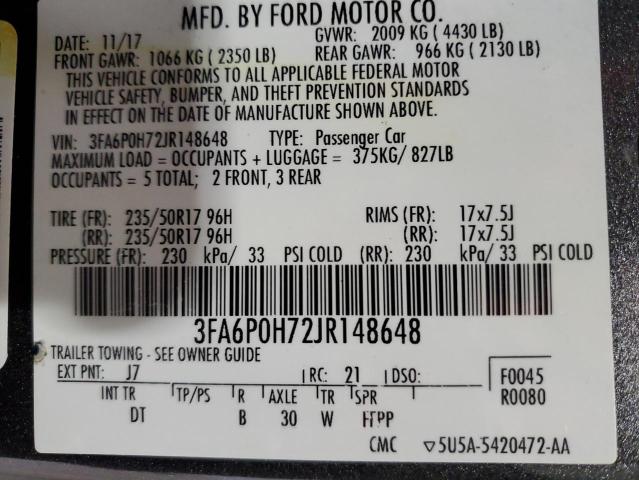 MFD. BY FORD MOTOR CO.
DATE: 11/17 GVWR: 2009 KG (4430 LB)
FRONT GAWR: 1066 KG (2350 LB) REAR GAWR: 966 KG (2130 LB)
THIS VEHICLE CONFORMS TO ALL APPLICABLE FEDERAL MOTOR
VEHICLE SAFETY, BUMPER, AND THEFT PREVENTION STANDARDS
IN EFFECT ON THE DATE OF MANUFACTURE SHOWN ABOVE.
VIN: 3FA6P0H72JR148648 TYPE: Passenger Car
MAXIMUM LOAD = OCCUPANTS + LUGGAGE = 375KG/ 827LB
OCCUPANTS = 5 TOTAL; 2 FRONT, 3 REAR
TIRE (FR): 235/50R17 96H RIMS (FR): 17x7.5J
(RR): 235/50R17 96H (RR): 17x7.5J
PRESSURE (FR): 230 kPa/ 33 PSI COLD (RR): 230 kPa/ 33 PSI COLD
3FA6P0H72JR148648
TRAILER TOWING - SEE OWNER GUIDE
EXT PNT: J7 RC: 21 DSO: F0045
INT TR TP/PS R AXLE TR SPR R0080
DT B 30 W
CMC ▽5U5A-5420472-AA